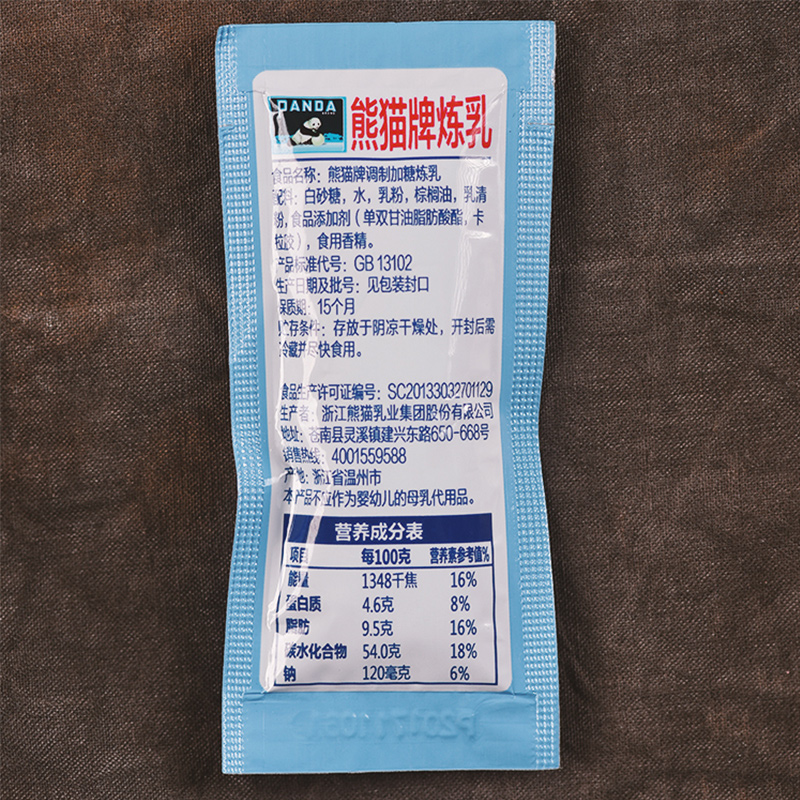 PANDA
BRAND
熊猫牌炼乳
食品名称：熊猫牌调制加糖炼乳
配料：白砂糖，水，乳粉，棕榈油，乳清
粉，食品添加剂（单双甘油脂肪酸酯，卡
拉胶），食用香精。
产品标准代号：GB 13102
生产日期及批号：见包装封口
保质期：15个月
贮存条件：存放于阴凉干燥处，开封后需
冷藏并尽快食用。
食品生产许可证编号：SC20133032701129
生产者：浙江熊猫乳业集团股份有限公司
地址：苍南县灵溪镇建兴东路650-668号
销售热线：4001559588
产地：浙江省温州市
本产品不应作为婴幼儿的母乳代用品。
营养成分表
项目 每100克 营养素参考值%
能量 1348千焦 16%
蛋白质 4.6克 8%
脂肪 9.5克 16%
碳水化合物 54.0克 18%
钠 120毫克 6%